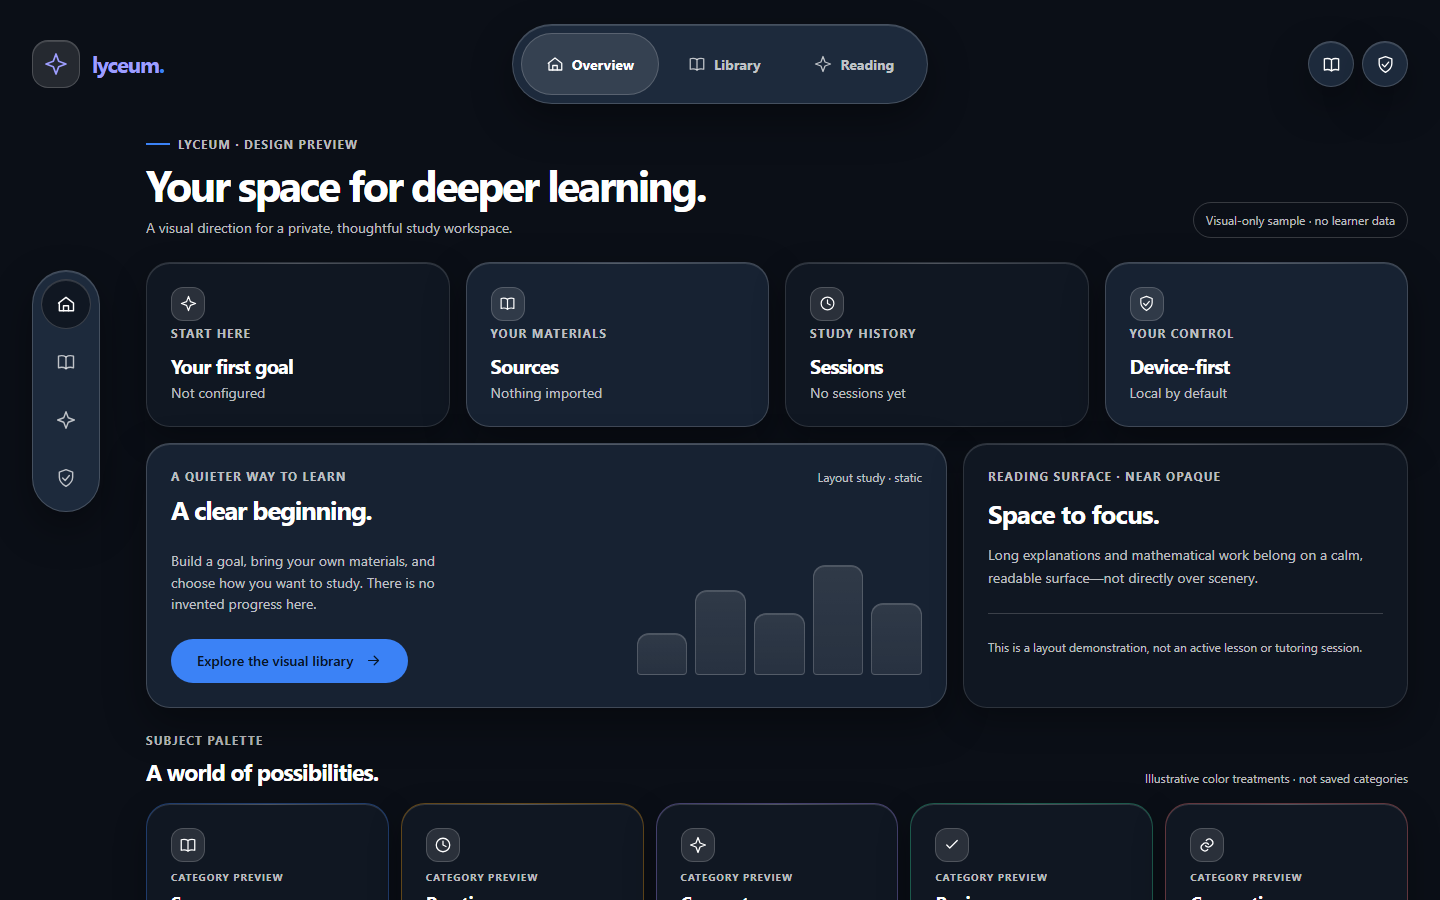 lyceum.
Overview
Library
Reading
LYCEUM · DESIGN PREVIEW
Your space for deeper learning.
A visual direction for a private, thoughtful study workspace.
Visual-only sample · no learner data
START HERE
Your first goal
Not configured
YOUR MATERIALS
Sources
Nothing imported
STUDY HISTORY
Sessions
No sessions yet
YOUR CONTROL
Device-first
Local by default
A QUIETER WAY TO LEARN
Layout study · static
A clear beginning.
Build a goal, bring your own materials, and
choose how you want to study. There is no
invented progress here.
Explore the visual library
READING SURFACE · NEAR OPAQUE
Space to focus.
Long explanations and mathematical work belong on a calm,
readable surface—not directly over scenery.
This is a layout demonstration, not an active lesson or tutoring session.
SUBJECT PALETTE
A world of possibilities.
Illustrative color treatments · not saved categories
CATEGORY PREVIEW
CATEGORY PREVIEW
CATEGORY PREVIEW
CATEGORY PREVIEW
CATEGORY PREVIEW